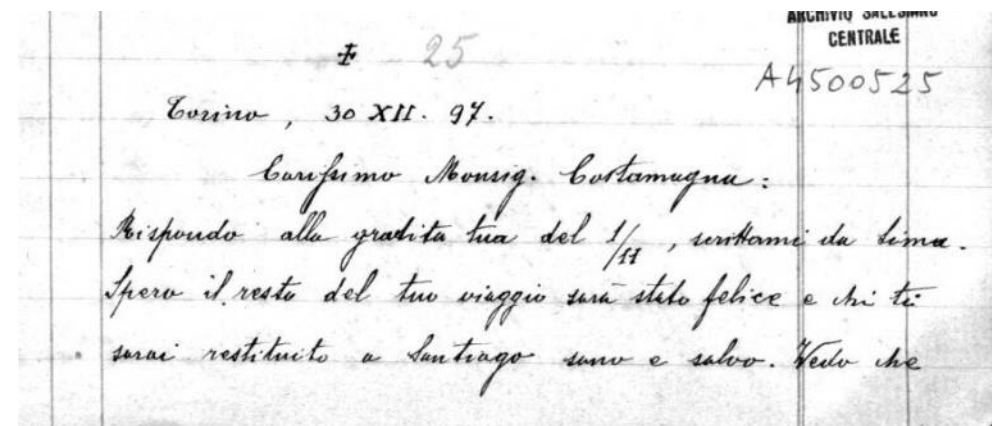 ARCHIVIO SALESIANO
CENTRALE
25
A4500525
Torino, 30 XII. 97.
Carissimo Monsig. Costamagna:
Rispondo alla gradita tua del 1/11, scrittami da Lima.
Spero il resto del tuo viaggio sarà stato felice e chi ti
sarai restituito a Santiago sano e salvo. Vedo che